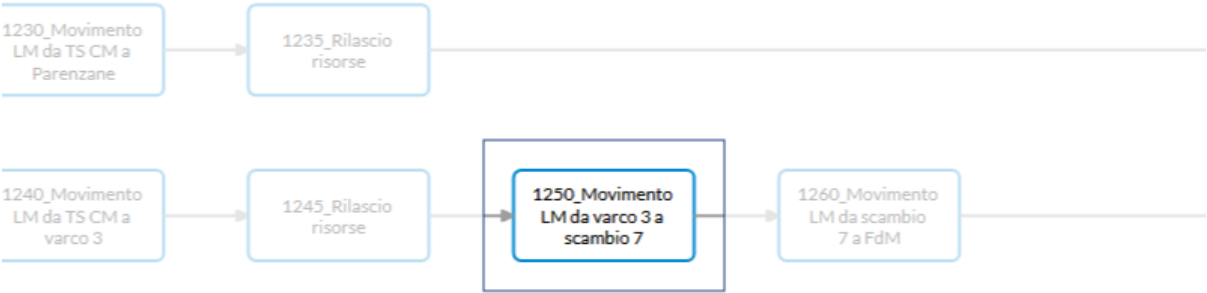 1230_Movimento
LM da TS CM a
Parenzane
1235_Rilascio
risorse
1240_Movimento
LM da TS CM a
varco 3
1245_Rilascio
risorse
1250_Movimento
LM da varco 3 a
scambio 7
1260_Movimento
LM da scambio
7 a FdM